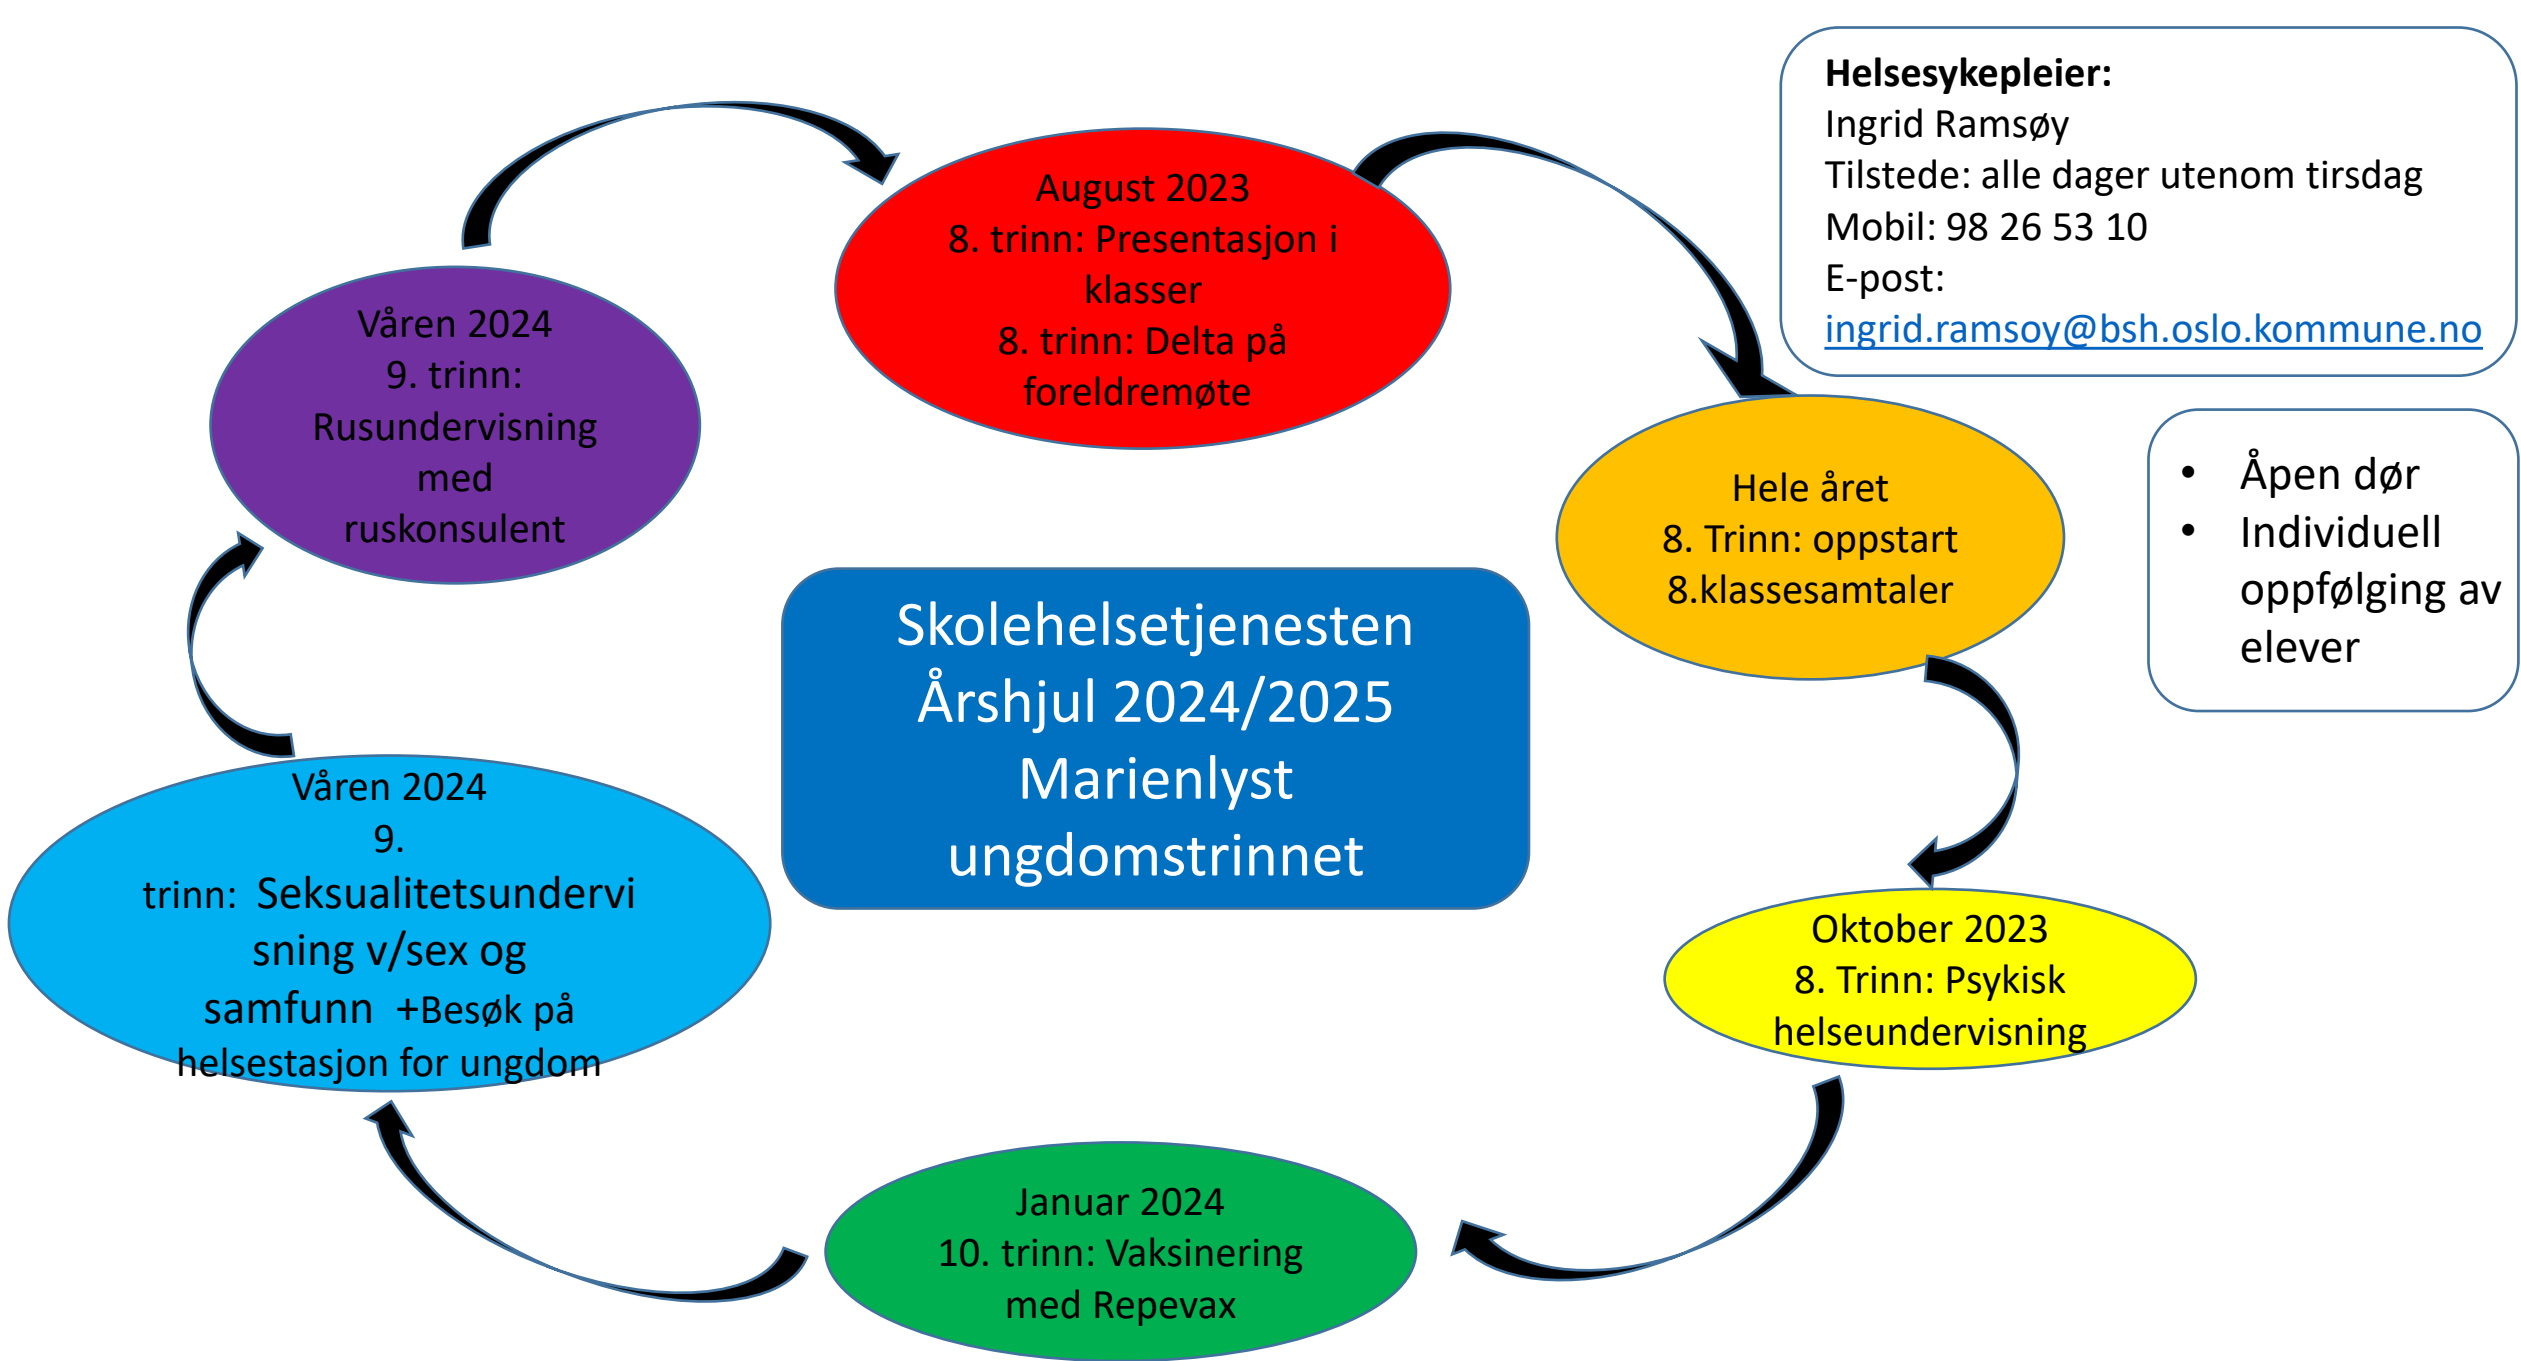 Helsesykepleier:
Ingrid Ramsøy
Tilstede: alle dager utenom tirsdag
Mobil: 98 26 53 10
E-post:
ingrid.ramsoy@bsh.oslo.kommune.no
August 2023
8. trinn: Presentasjon i
klasser
8. trinn: Delta på
foreldremøte
Hele året
8. Trinn: oppstart
8.klassesamtaler
• Åpen dør
• Individuell
oppfølging av
elever
Oktober 2023
8. Trinn: Psykisk
helseundervisning
Januar 2024
10. trinn: Vaksinering
med Repevax
Våren 2024
9.
trinn: Seksualitetsundervi
sning v/sex og
samfunn +Besøk på
helsestasjon for ungdom
Våren 2024
9. trinn:
Rusundervisning
med
ruskonsulent
Skolehelsetjenesten
Årshjul 2024/2025
Marienlyst
ungdomstrinnet